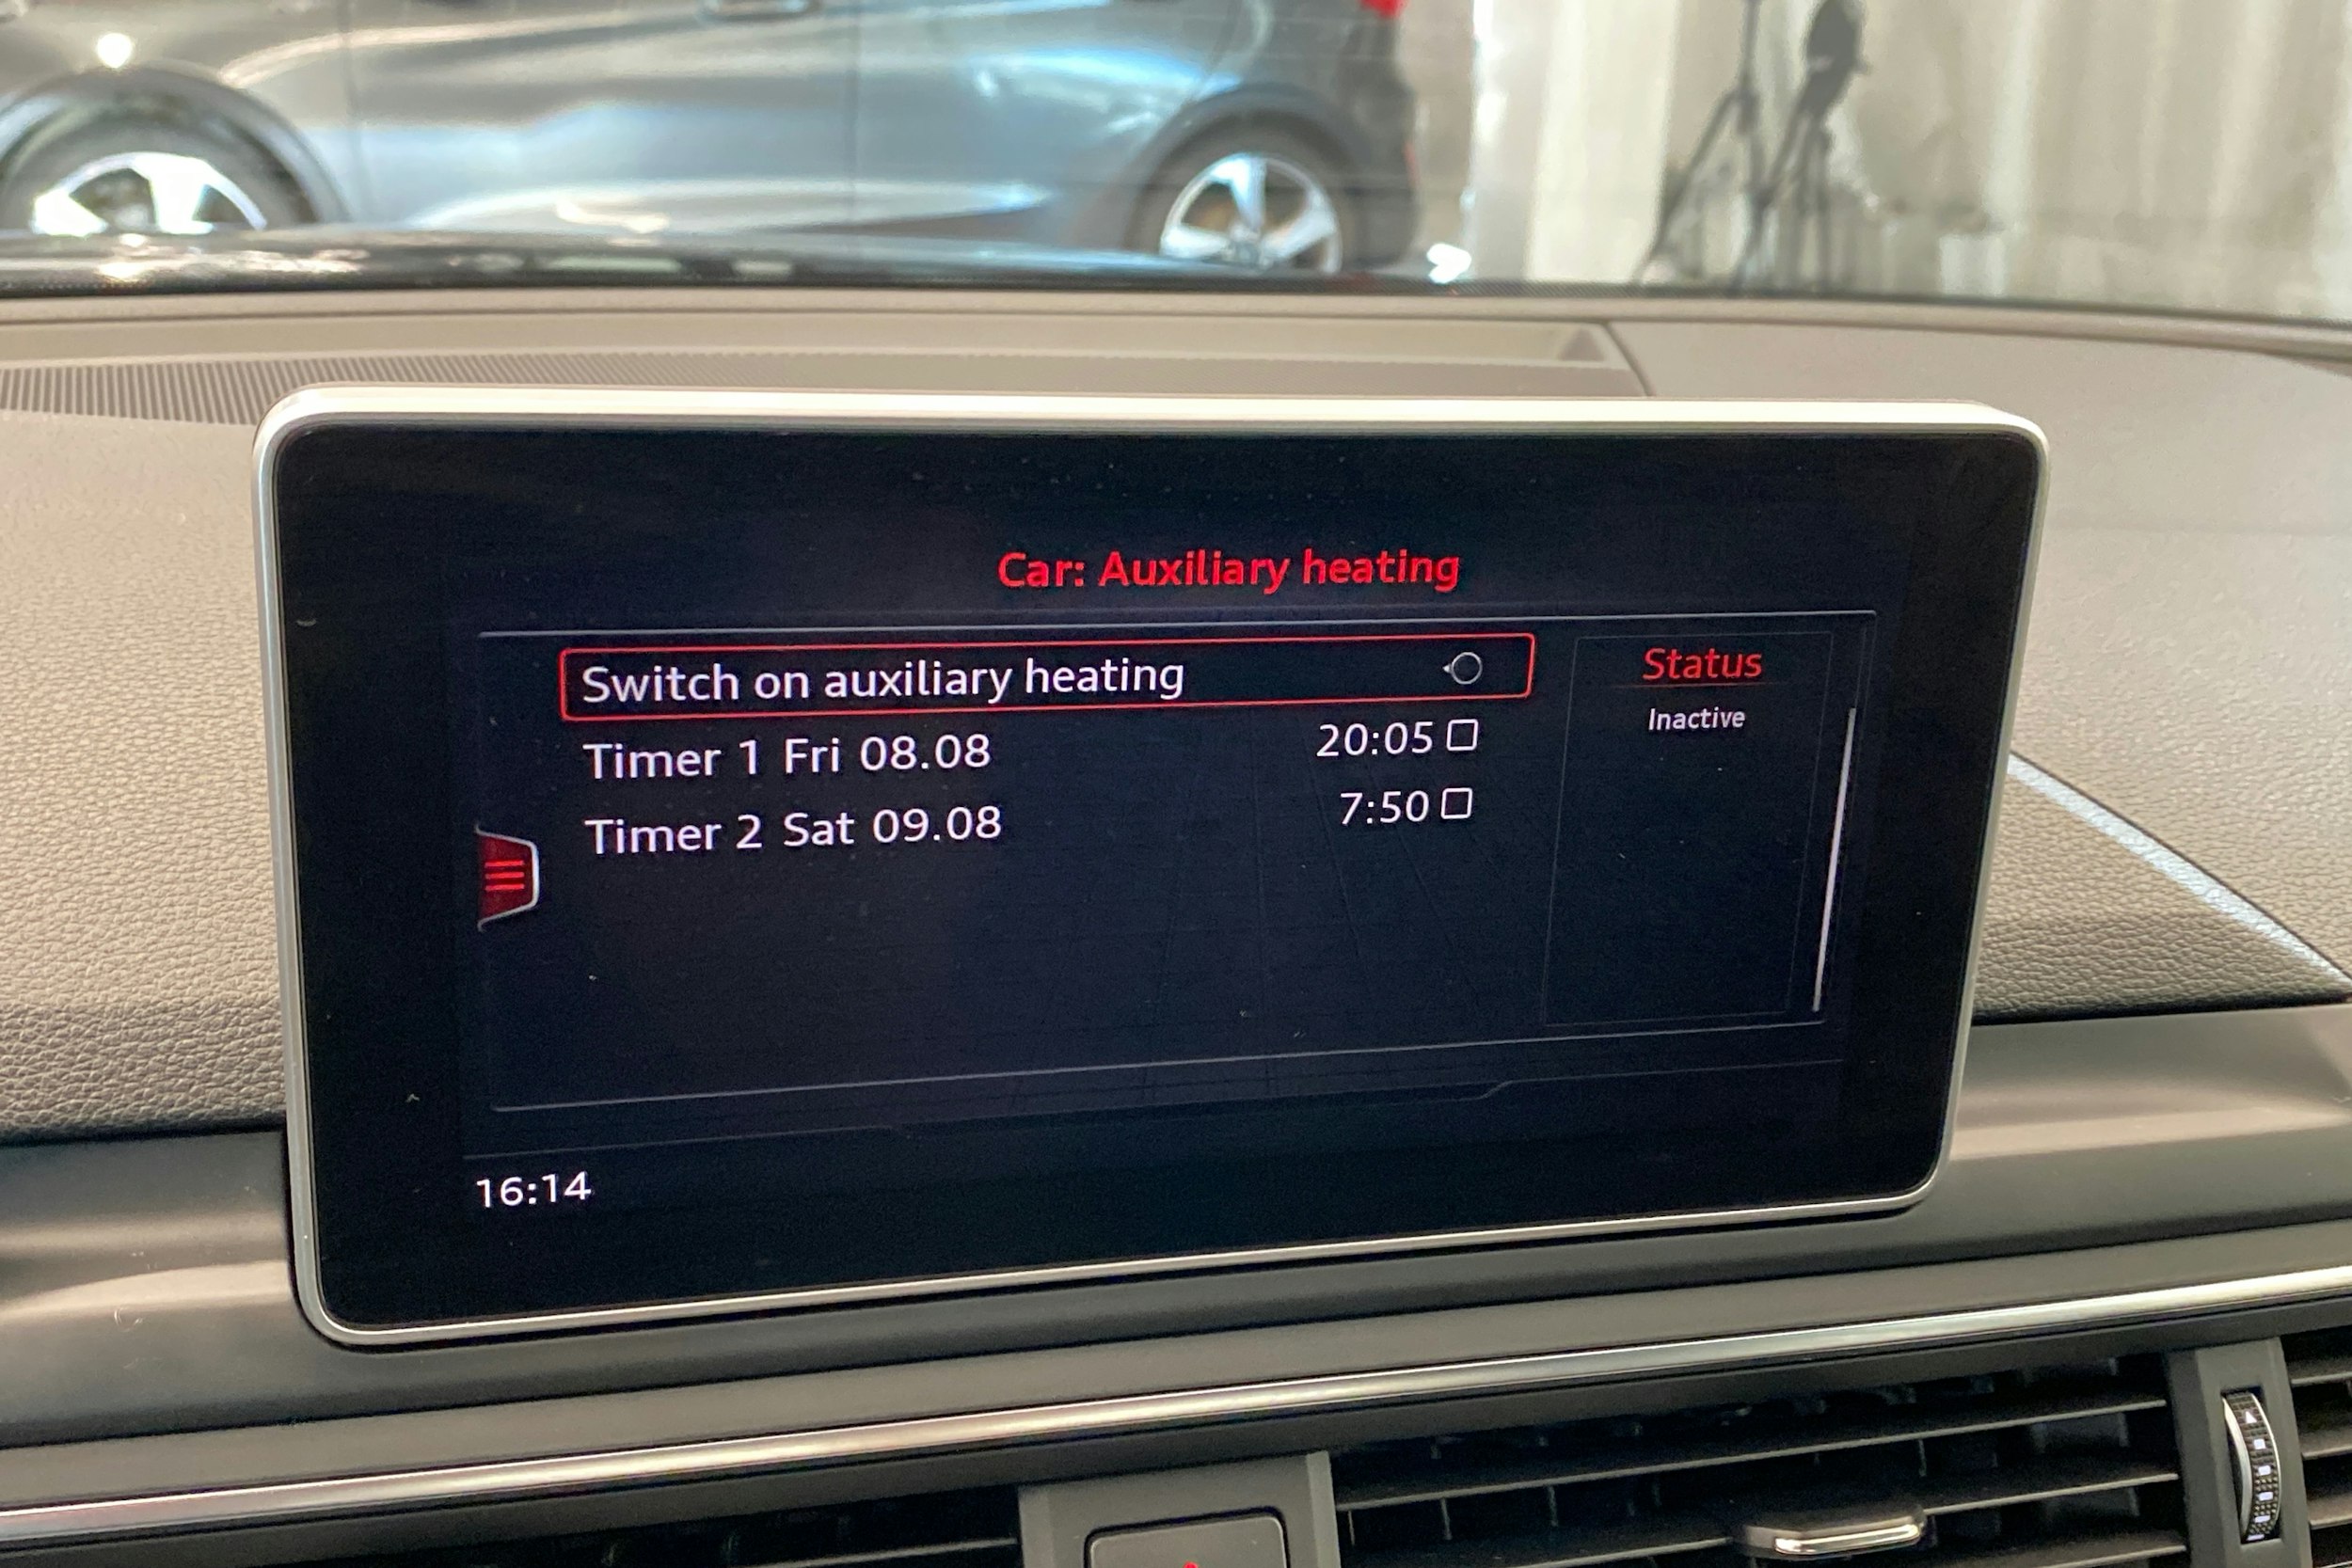 Car: Auxiliary heating
Switch on auxiliary heating
Timer 1 Fri 08.08 20:05
Timer 2 Sat 09.08 7:50
Status
Inactive
16:14